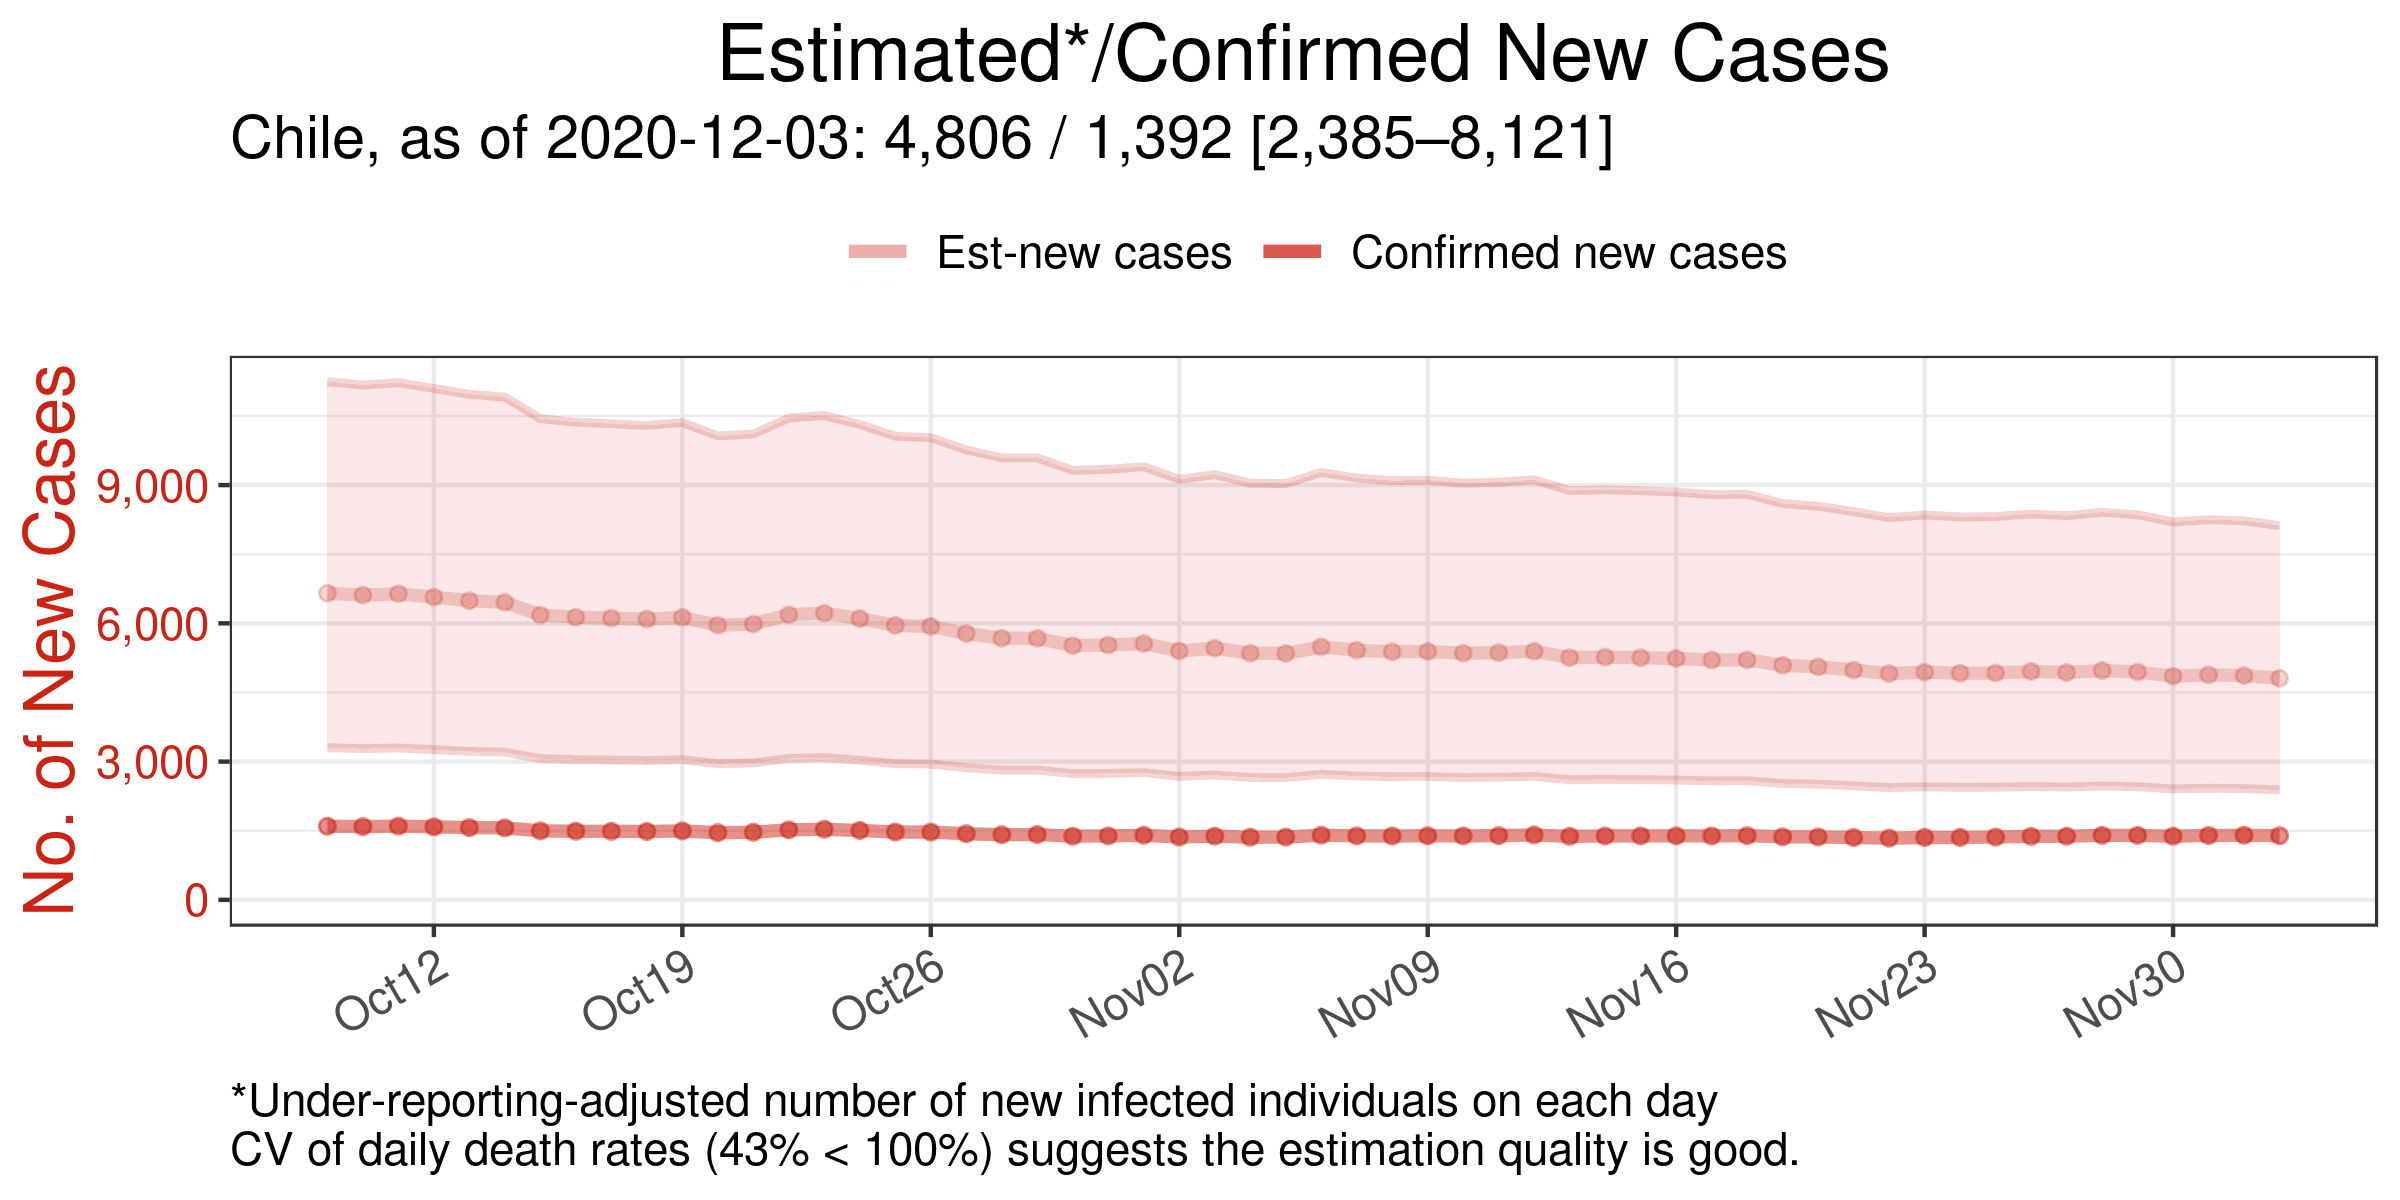 Estimated*/Confirmed New Cases
Chile, as of 2020-12-03: 4,806 / 1,392 [2,385–8,121]
Est-new cases
Confirmed new cases
No. of New Cases
9,000
6,000
3,000
0
Oct12
Oct19
Oct26
Nov02
Nov09
Nov16
Nov23
Nov30
*Under-reporting-adjusted number of new infected individuals on each day
CV of daily death rates (43% < 100%) suggests the estimation quality is good.